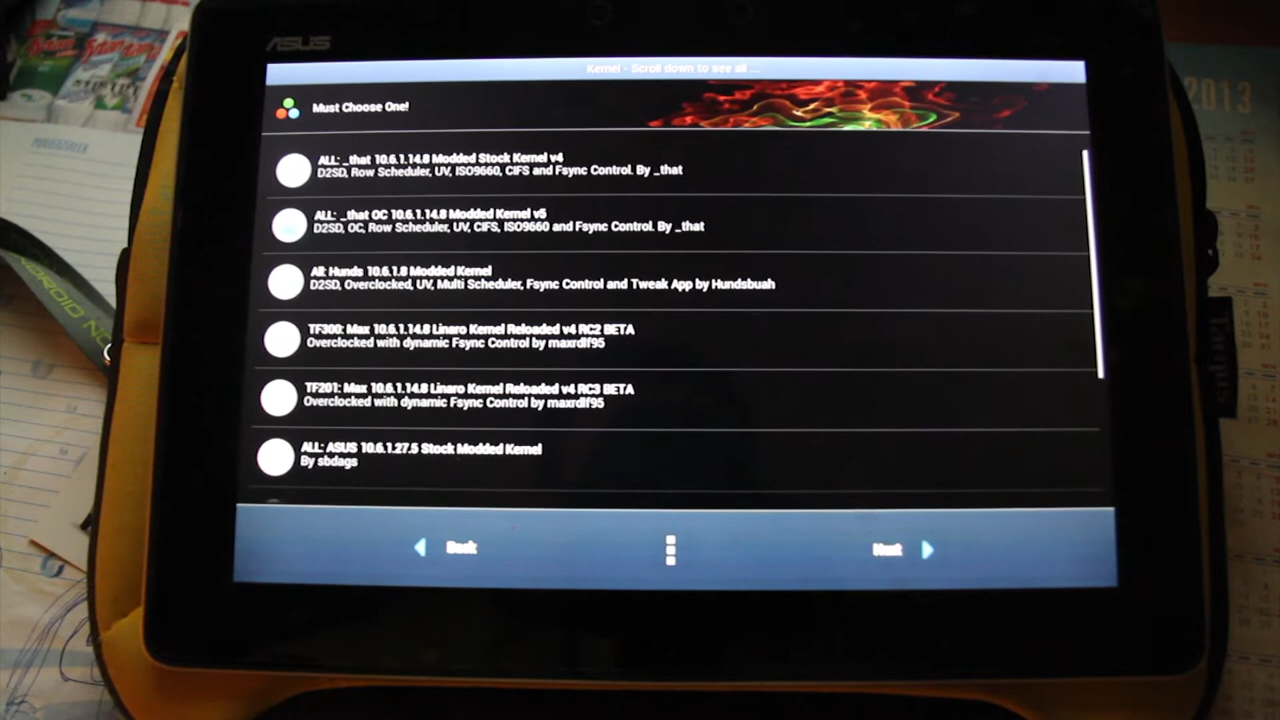 ASUS
Kernel - Scroll down to see all ...
Must Choose One!
2013
ALL: _that 10.6.1.14.8 Modded Stock Kernel v4
D2SD, Row Scheduler, UV, ISO9660, CIFS and Fsync Control. By _that
ALL: _that OC 10.6.1.14.8 Modded Kernel v5
D2SD, OC, Row Scheduler, UV, CIFS, ISO9660 and Fsync Control. By _that
All: Hunds 10.6.1.8 Modded Kernel
D2SD, Overclocked, UV, Multi Scheduler, Fsync Control and Tweak App by Hundsbuah
TF300: Max 10.6.1.14.8 Linaro Kernel Reloaded v4 RC2 BETA
Overclocked with dynamic Fsync Control by maxrdlf95
TF201: Max 10.6.1.14.8 Linaro Kernel Reloaded v4 RC3 BETA
Overclocked with dynamic Fsync Control by maxrdlf95
ALL: ASUS 10.6.1.27.5 Stock Modded Kernel
By sbdags
Back
Next
Targus